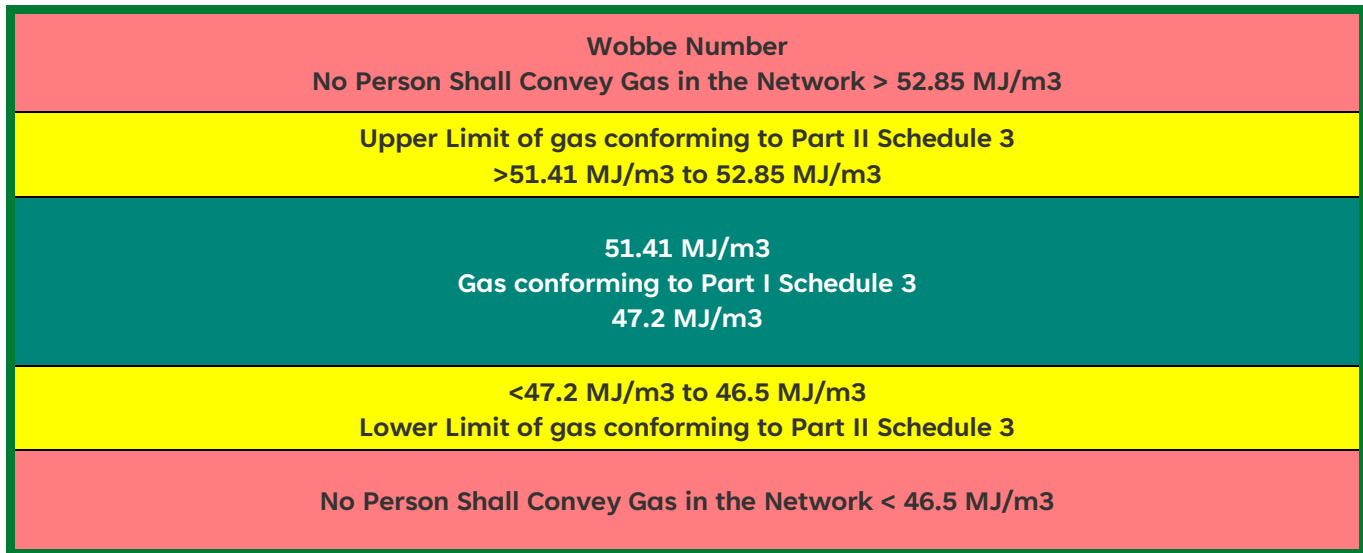 Wobbe Number
No Person Shall Convey Gas in the Network > 52.85 MJ/m3
Upper Limit of gas conforming to Part II Schedule 3
>51.41 MJ/m3 to 52.85 MJ/m3
51.41 MJ/m3
Gas conforming to Part I Schedule 3
47.2 MJ/m3
<47.2 MJ/m3 to 46.5 MJ/m3
Lower Limit of gas conforming to Part II Schedule 3
No Person Shall Convey Gas in the Network < 46.5 MJ/m3